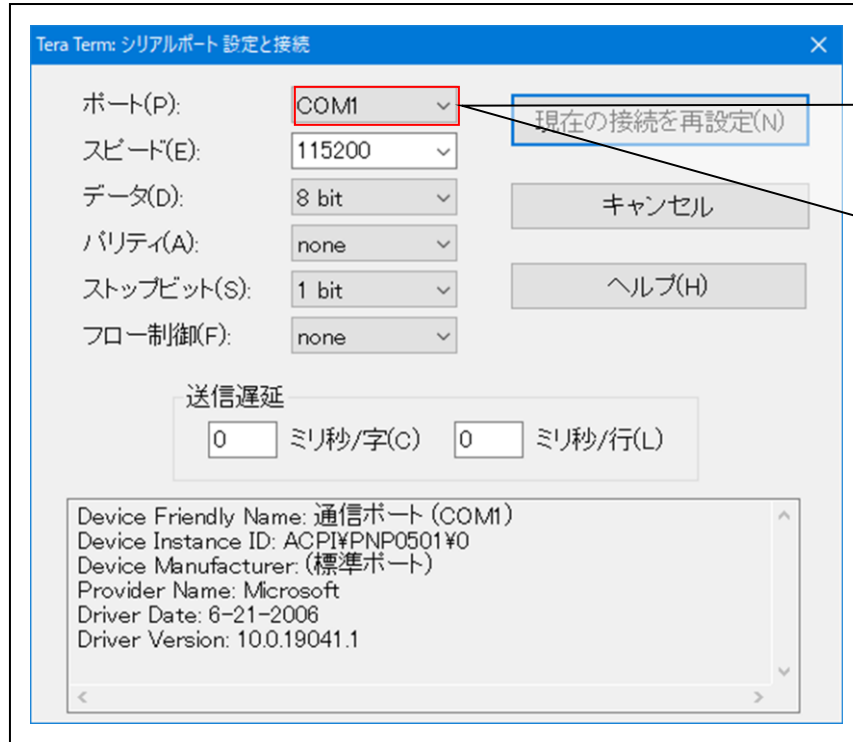 Tera Term: シリアルポート 設定と接続
ポート(P): COM1 現在の接続を再設定(N)
スピード(E): 115200
データ(D): 8 bit キャンセル
パリティ(A): none
ストップビット(S): 1 bit ヘルプ(H)
フロー制御(F): none
送信遅延
0 ミリ秒/字(C) 0 ミリ秒/行(L)
Device Friendly Name: 通信ポート (COM1)
Device Instance ID: ACPI¥PNP0501¥0
Device Manufacturer: (標準ポート)
Provider Name: Microsoft
Driver Date: 6-21-2006
Driver Version: 10.0.19041.1